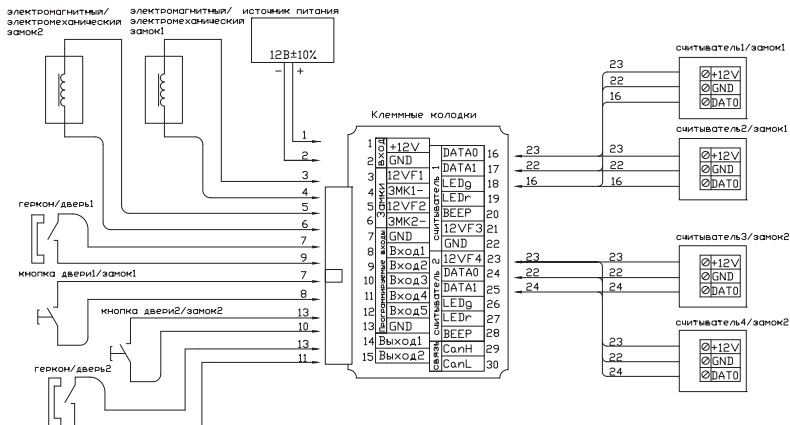 электромагнитный/
электромеханический
замок2
электромагнитный/
электромеханический
замок1
источник питания
12В±10%
- +
считыватель1/замок1
23
22
16
+12V
GND
DAT0
Клеммные колодки
1
2
3
4
5
6
7
9
7
8
13
10
13
11
геркон/дверь1
кнопка двери1/замок1
кнопка двери2/замок2
геркон/дверь2
1 +12V
2 GND
3 12VF1
4 ЗМК1-
5 12VF2
6 ЗМК2-
7 GND
8 Вход1
9 Вход2
10 Вход3
11 Вход4
12 Вход5
13 GND
14 Выход1
15 Выход2
ВХОД
Замки
Программируемые входы
считыватель 1
считыватель 2
связь
DATA0 16
DATA1 17
LEDg 18
LEDr 19
BEEP 20
12VF3 21
GND 22
12VF4 23
DATA0 24
DATA1 25
LEDg 26
LEDr 27
BEEP 28
CanH 29
CanL 30
считыватель2/замок1
23 23
22 22
16 16
+12V
GND
DAT0
считыватель3/замок2
23 23
22 22
24 24
+12V
GND
DAT0
считыватель4/замок2
23
22
24
+12V
GND
DAT0